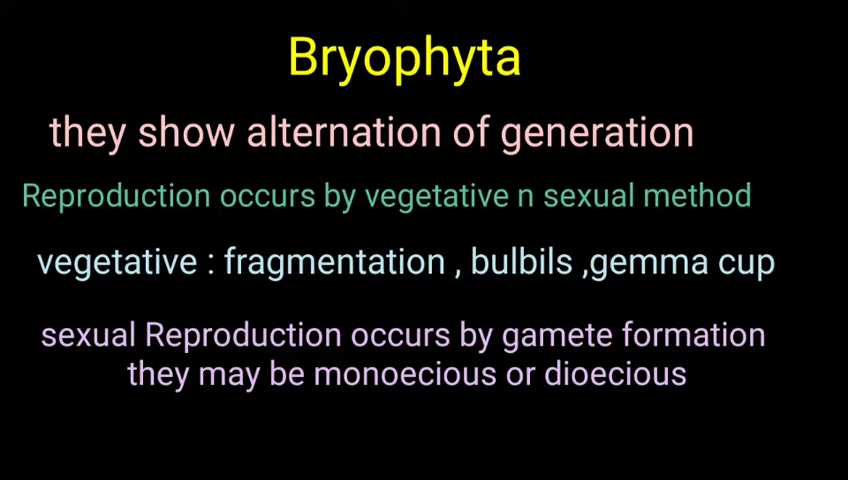 Bryophyta
they show alternation of generation
Reproduction occurs by vegetative n sexual method
vegetative : fragmentation , bulbils ,gemma cup
sexual Reproduction occurs by gamete formation
they may be monoecious or dioecious